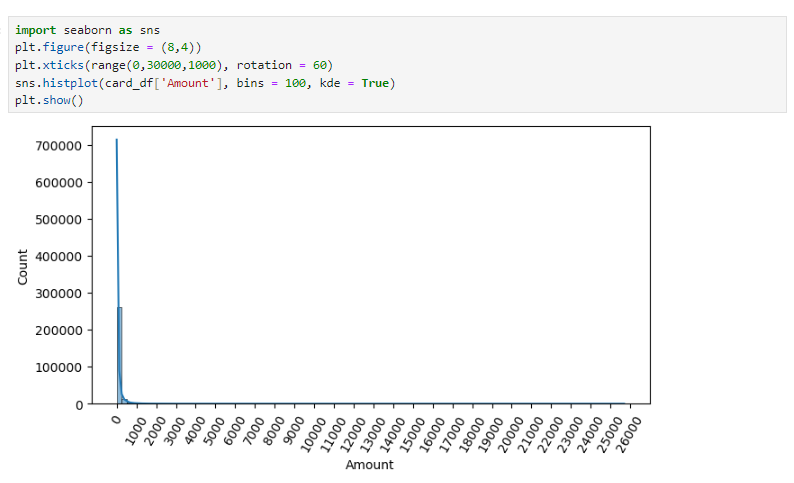 import seaborn as sns
plt.figure(figsize = (8,4))
plt.xticks(range(0,30000,1000), rotation = 60)
sns.histplot(card_df['Amount'], bins = 100, kde = True)
plt.show()
700000
600000
500000
400000
300000
200000
100000
0
Count
0 1000 2000 3000 4000 5000 6000 7000 8000 9000 10000 11000 12000 13000 14000 15000 16000 17000 18000 19000 20000 21000 22000 23000 24000 25000 26000
Amount